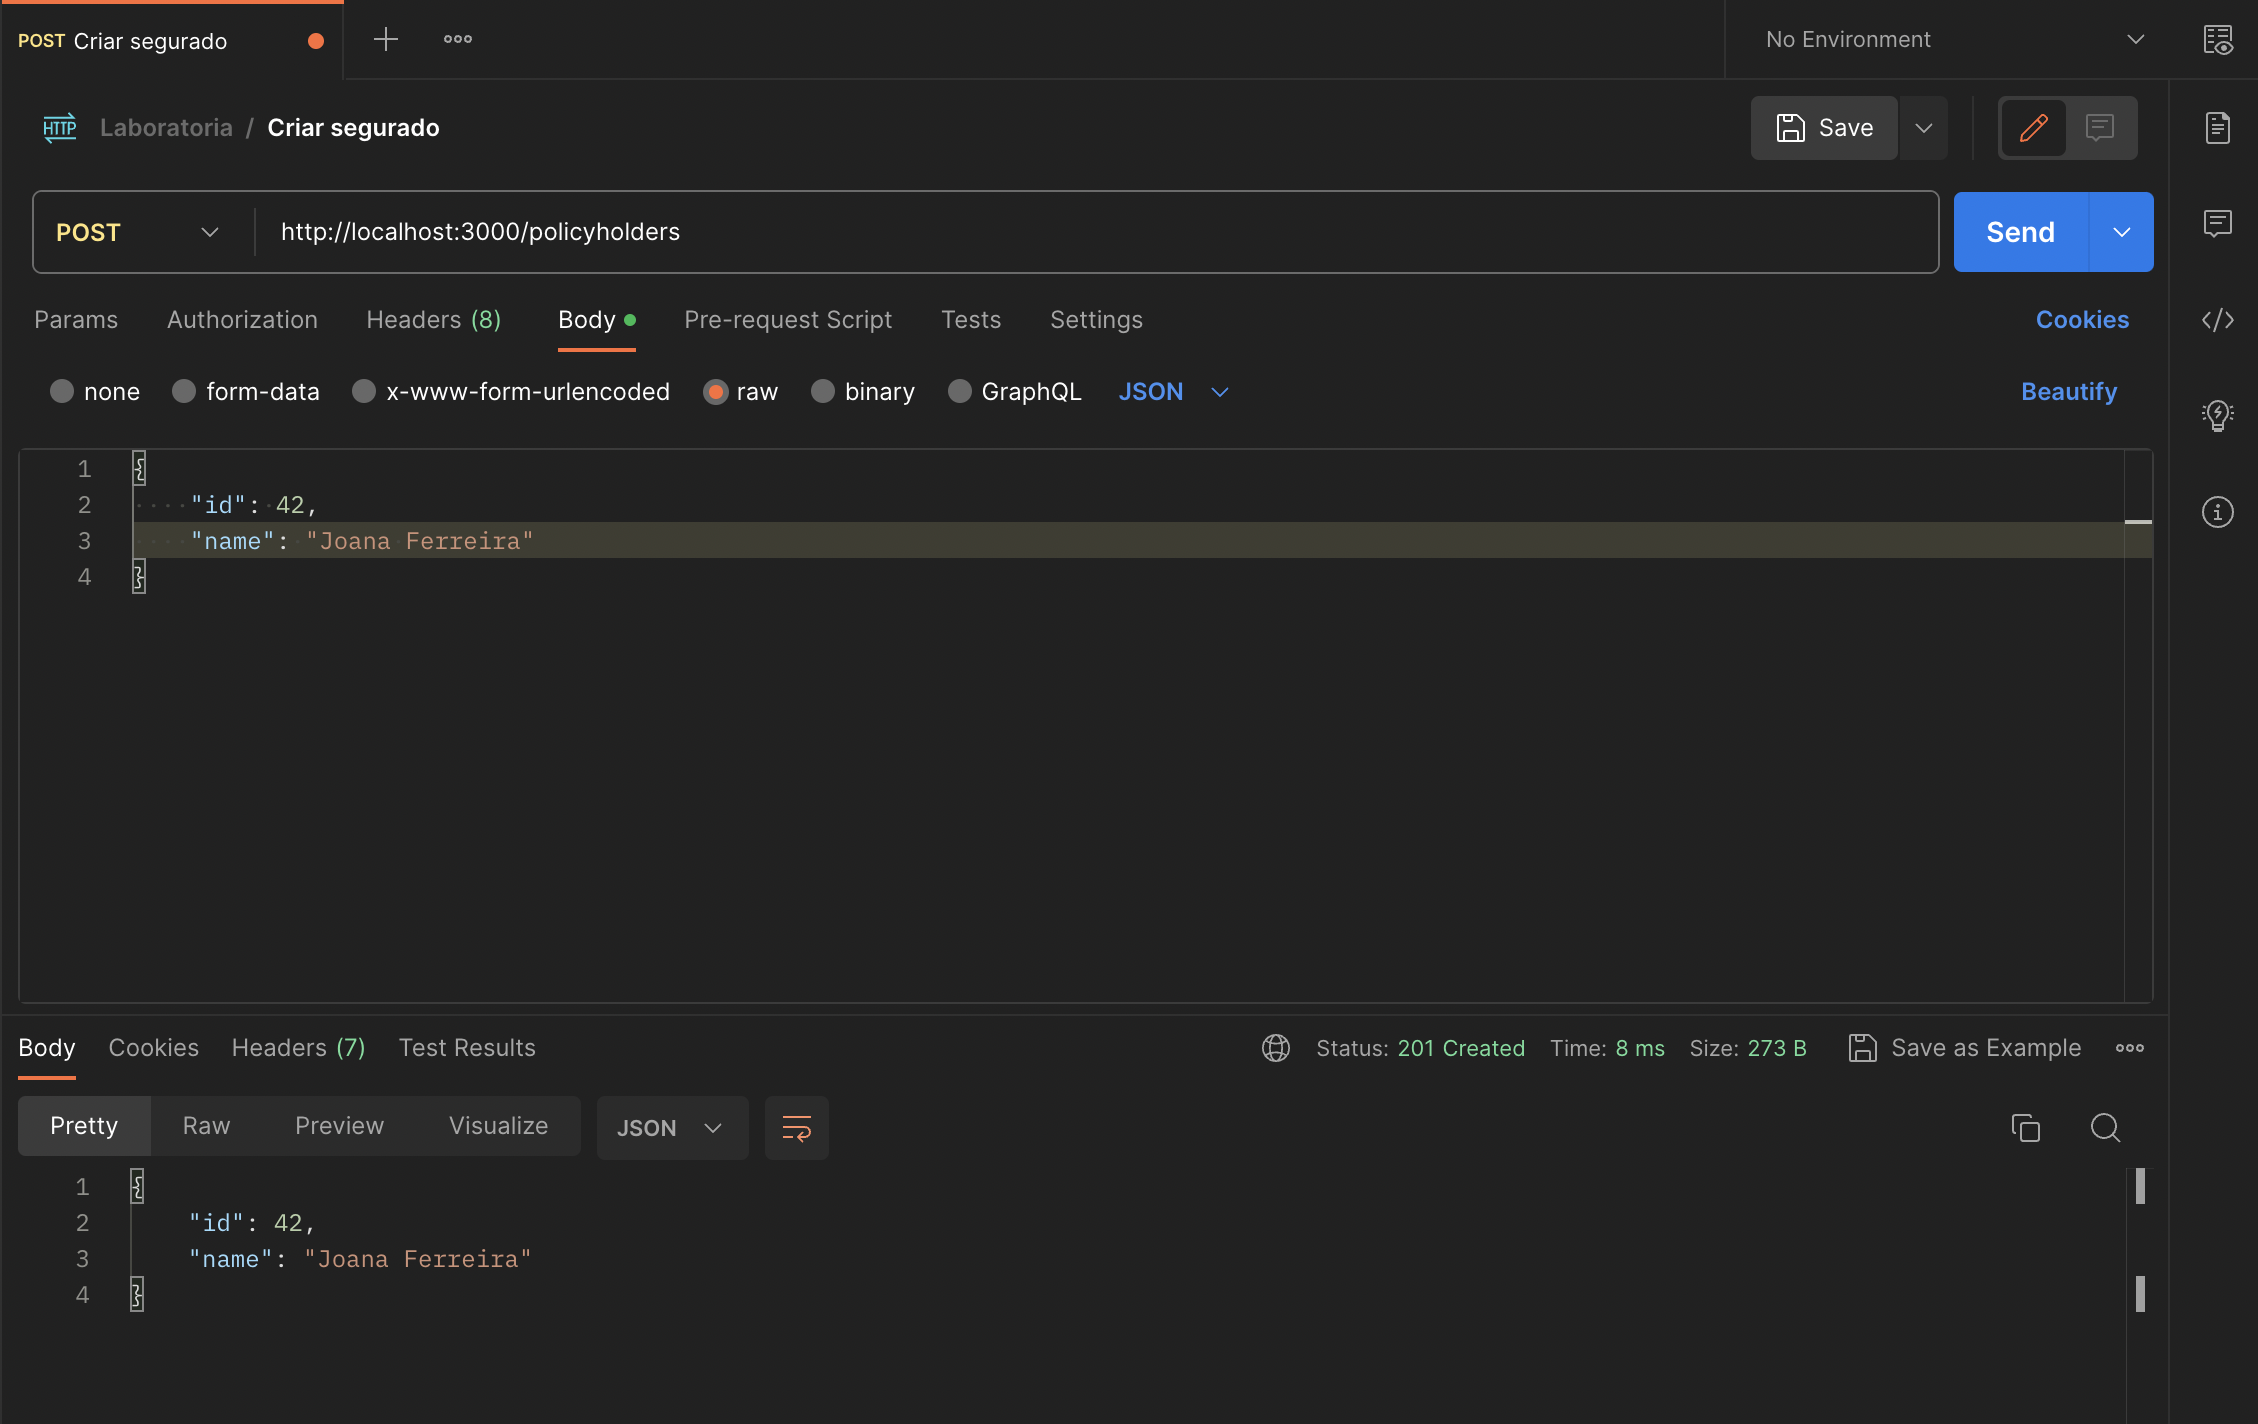 POST Criar segurado
No Environment
HTTP Laboratoria / Criar segurado
Save
POST http://localhost:3000/policyholders
Send
Params Authorization Headers (8) Body Pre-request Script Tests Settings Cookies
none form-data x-www-form-urlencoded raw binary GraphQL JSON Beautify
1 {
2 "id": 42,
3 "name": "Joana Ferreira"
4 }
Body Cookies Headers (7) Test Results Status: 201 Created Time: 8 ms Size: 273 B Save as Example
Pretty Raw Preview Visualize JSON
1 {
2 "id": 42,
3 "name": "Joana Ferreira"
4 }